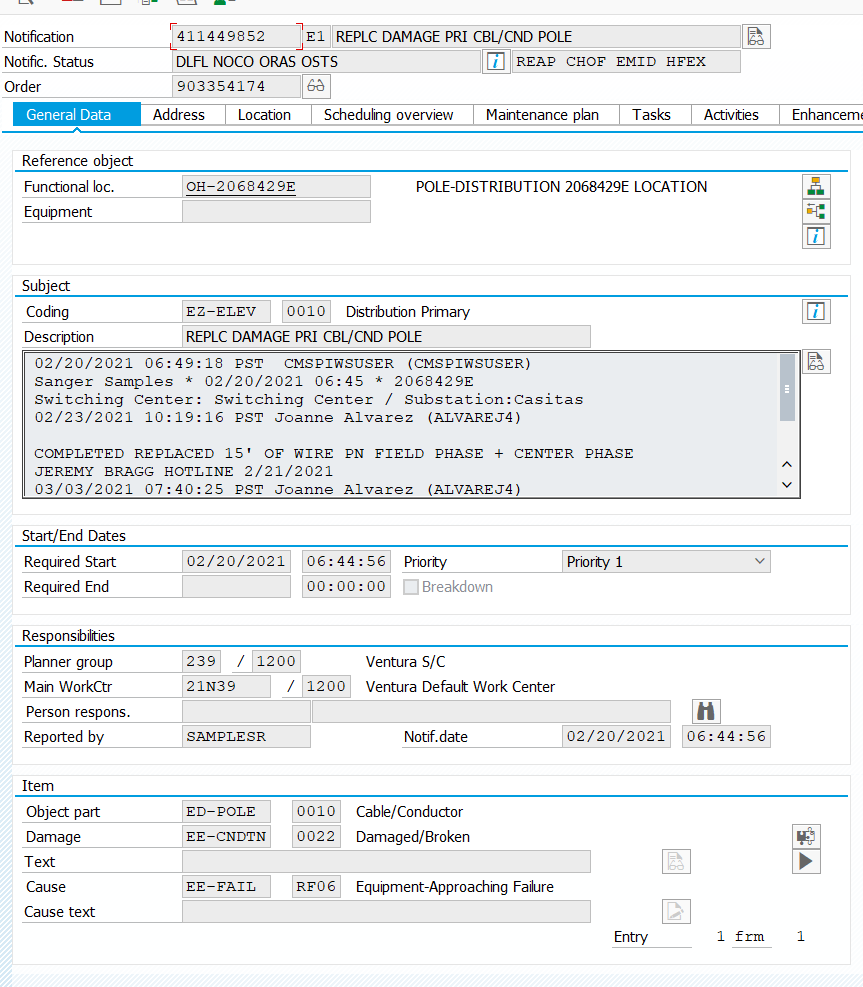 Notification 411449852 E1 REPLC DAMAGE PRI CBL/CND POLE
Notific. Status DLFL NOCO ORAS OSTS i REAP CHOF EMID HFEX
Order 903354174
General Data Address Location Scheduling overview Maintenance plan Tasks Activities Enhanceme
Reference object
Functional loc. OH-2068429E POLE-DISTRIBUTION 2068429E LOCATION
Equipment
i
Subject
Coding EZ-ELEV 0010 Distribution Primary i
Description REPLC DAMAGE PRI CBL/CND POLE
02/20/2021 06:49:18 PST CMSPIWSUSER (CMSPIWSUSER)
Sanger Samples * 02/20/2021 06:45 * 2068429E
Switching Center: Switching Center / Substation:Casitas
02/23/2021 10:19:16 PST Joanne Alvarez (ALVAREJ4)
COMPLETED REPLACED 15' OF WIRE PN FIELD PHASE + CENTER PHASE
JEREMY BRAGG HOTLINE 2/21/2021
03/03/2021 07:40:25 PST Joanne Alvarez (ALVAREJ4)
Start/End Dates
Required Start 02/20/2021 06:44:56 Priority Priority 1
Required End 00:00:00 Breakdown
Responsibilities
Planner group 239 / 1200 Ventura S/C
Main WorkCtr 21N39 / 1200 Ventura Default Work Center
Person respons.
Reported by SAMPLESR Notif.date 02/20/2021 06:44:56
Item
Object part ED-POLE 0010 Cable/Conductor
Damage EE-CNDTN 0022 Damaged/Broken
Text
Cause EE-FAIL RF06 Equipment-Approaching Failure
Cause text
Entry 1 frm 1